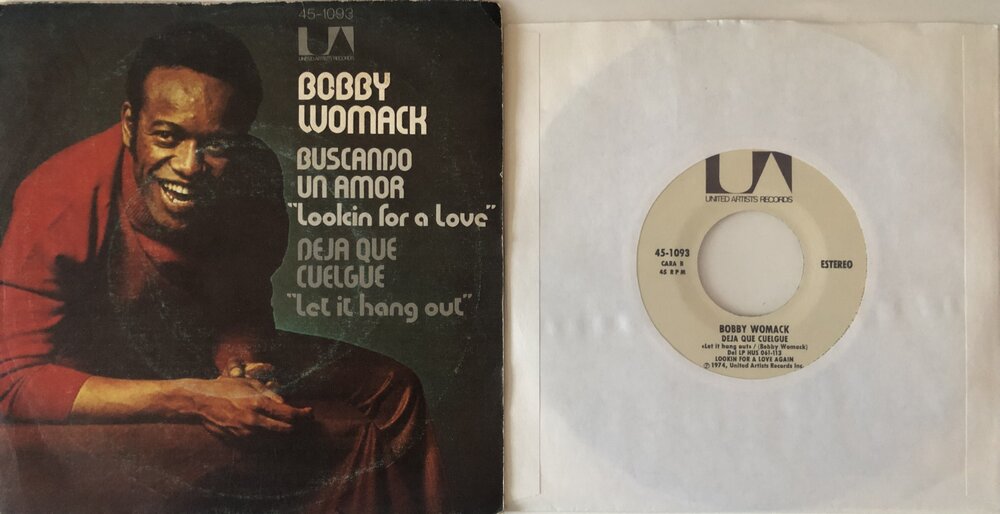 45-1093
UNITED ARTISTS RECORDS
BOBBY
WOMACK
BUSCANDO
UN AMOR
"Lookin for a Love"
DEJA QUE
CUELGUE
"Let it hang out"
UA
UNITED ARTISTS RECORDS
45-1093
CARA B
45 RPM
ESTEREO
BOBBY WOMACK
DEJA QUE CUELGUE
«Let it hang out» / (Bobby Womack)
Del LP HUS 061-113
LOOKIN FOR A LOVE AGAIN
Ⓟ 1974, United Artists Records Inc.